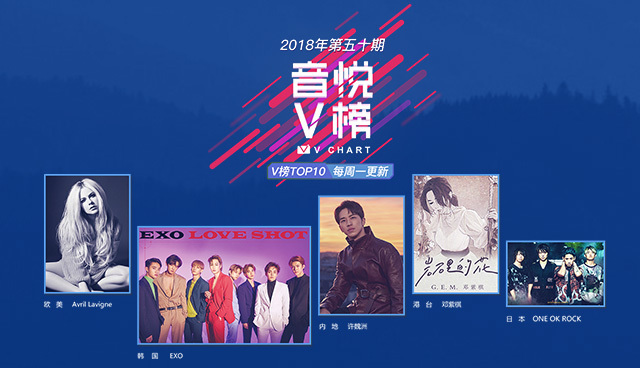 2018年第五十期
音悦
V榜
V CHART
V榜TOP10 每周一更新
EXO LOVE SHOT
岩石里的花
G.E.M. 邓紫棋
欧 美 Avril Lavigne
韩 国 EXO
内 地 许魏洲
港 台 邓紫棋
日 本 ONE OK ROCK